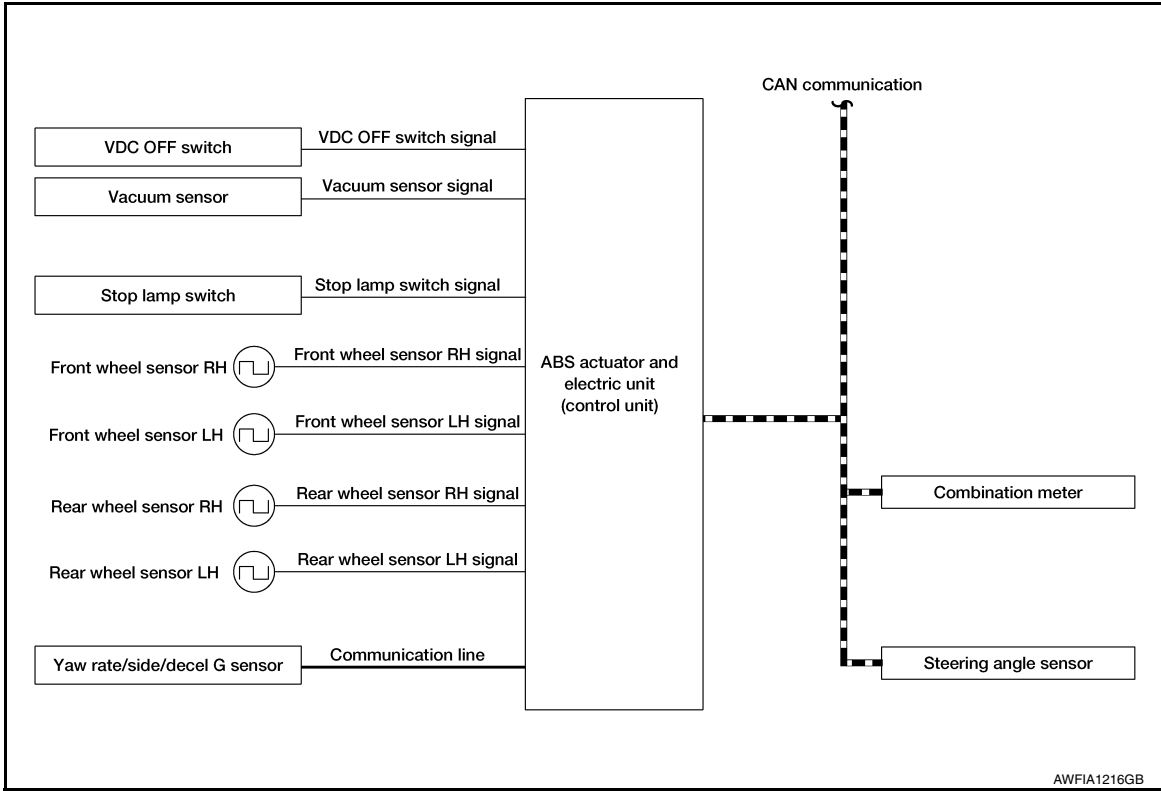 CAN communication
VDC OFF switch
VDC OFF switch signal
Vacuum sensor
Vacuum sensor signal
Stop lamp switch
Stop lamp switch signal
Front wheel sensor RH
Front wheel sensor RH signal
ABS actuator and
electric unit
(control unit)
Front wheel sensor LH
Front wheel sensor LH signal
Rear wheel sensor RH
Rear wheel sensor RH signal
Combination meter
Rear wheel sensor LH
Rear wheel sensor LH signal
Yaw rate/side/decel G sensor
Communication line
Steering angle sensor
AWFIA1216GB